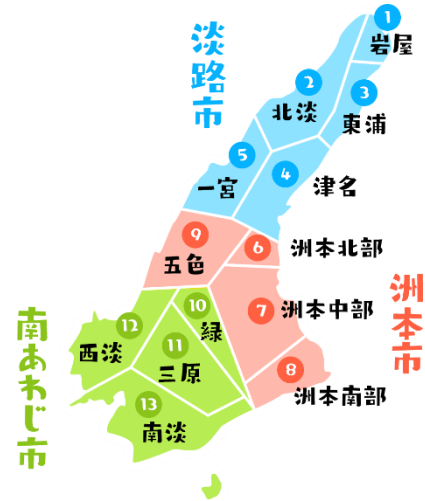 淡路市
1
岩屋
2
北淡
3
東浦
4
津名
5
一宮
洲本市
6
洲本北部
7
洲本中部
8
洲本南部
9
五色
南あわじ市
10
緑
11
三原
12
西淡
13
南淡